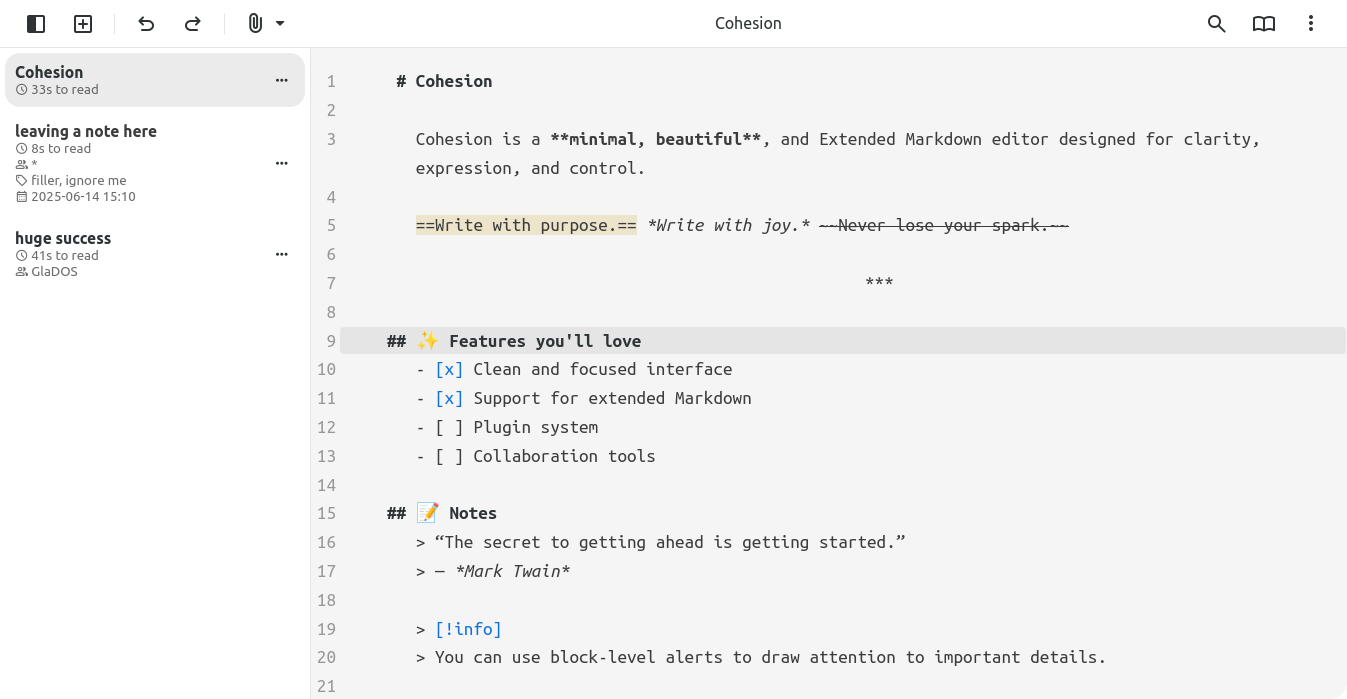 Cohesion
Cohesion
33s to read
leaving a note here
8s to read
*
filler, ignore me
2025-06-14 15:10
huge success
41s to read
GlaDOS
1 # Cohesion
2
3 Cohesion is a **minimal, beautiful**, and Extended Markdown editor designed for clarity,
expression, and control.
4
5 ==Write with purpose.== *Write with joy.* ~~Never lose your spark.~~
6
7 ***
8
9 ## ✨ Features you'll love
10 - [x] Clean and focused interface
11 - [x] Support for extended Markdown
12 - [ ] Plugin system
13 - [ ] Collaboration tools
14
15 ## 📝 Notes
16 > “The secret to getting ahead is getting started.”
17 > — *Mark Twain*
18
19 > [!info]
20 > You can use block-level alerts to draw attention to important details.
21